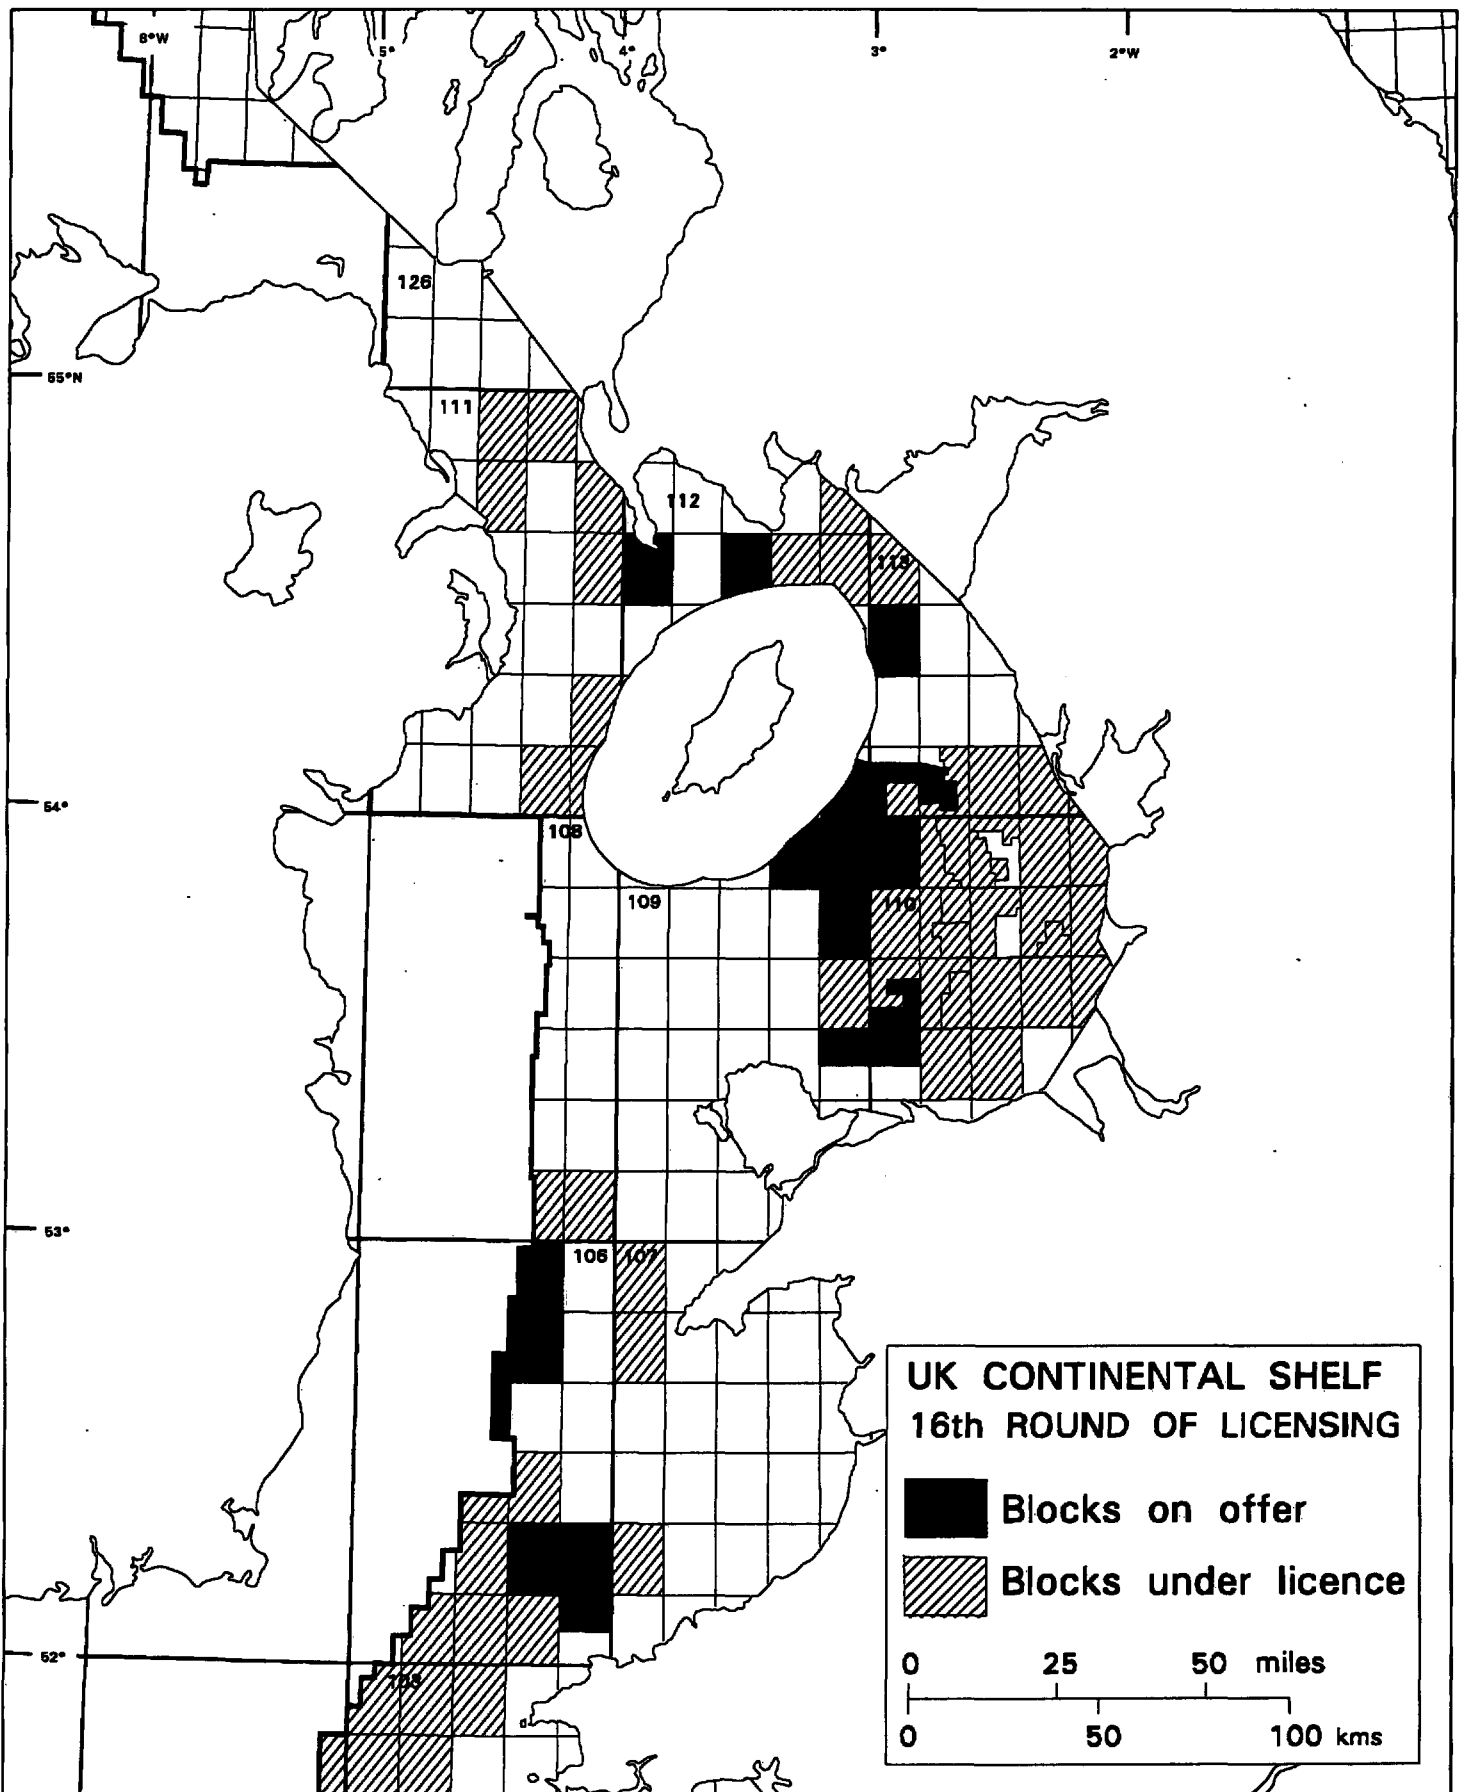 6°W 5° 4° 3° 2°W
126
55°N
111
112
113
54°
108
109
110
53°
106 107
UK CONTINENTAL SHELF
16th ROUND OF LICENSING
Blocks on offer
Blocks under licence
52°
103
0 25 50 miles
0 50 100 kms